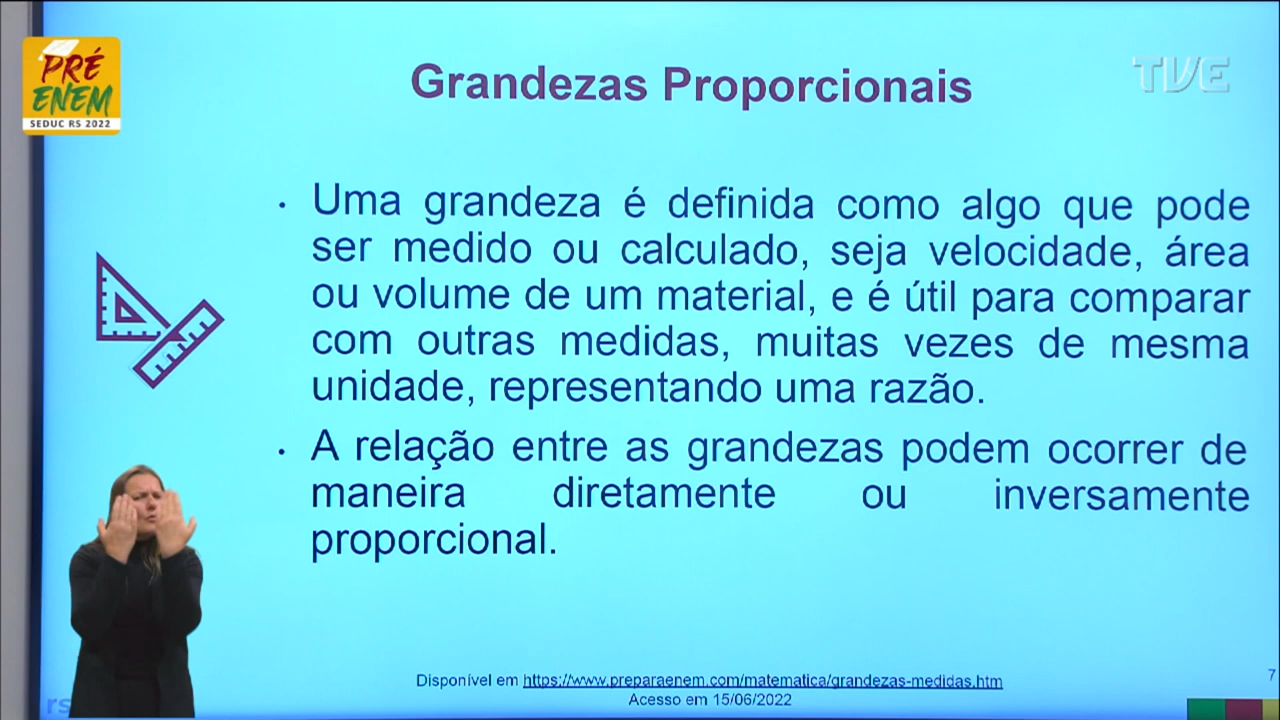 PRÉ
ENEM
SEDUC RS 2022
TVE
Grandezas Proporcionais
• Uma grandeza é definida como algo que pode
ser medido ou calculado, seja velocidade, área
ou volume de um material, e é útil para comparar
com outras medidas, muitas vezes de mesma
unidade, representando uma razão.
• A relação entre as grandezas podem ocorrer de
maneira diretamente ou inversamente
proporcional.
Disponível em https://www.preparaenem.com/matematica/grandezas-medidas.htm
Acesso em 15/06/2022
7
rs